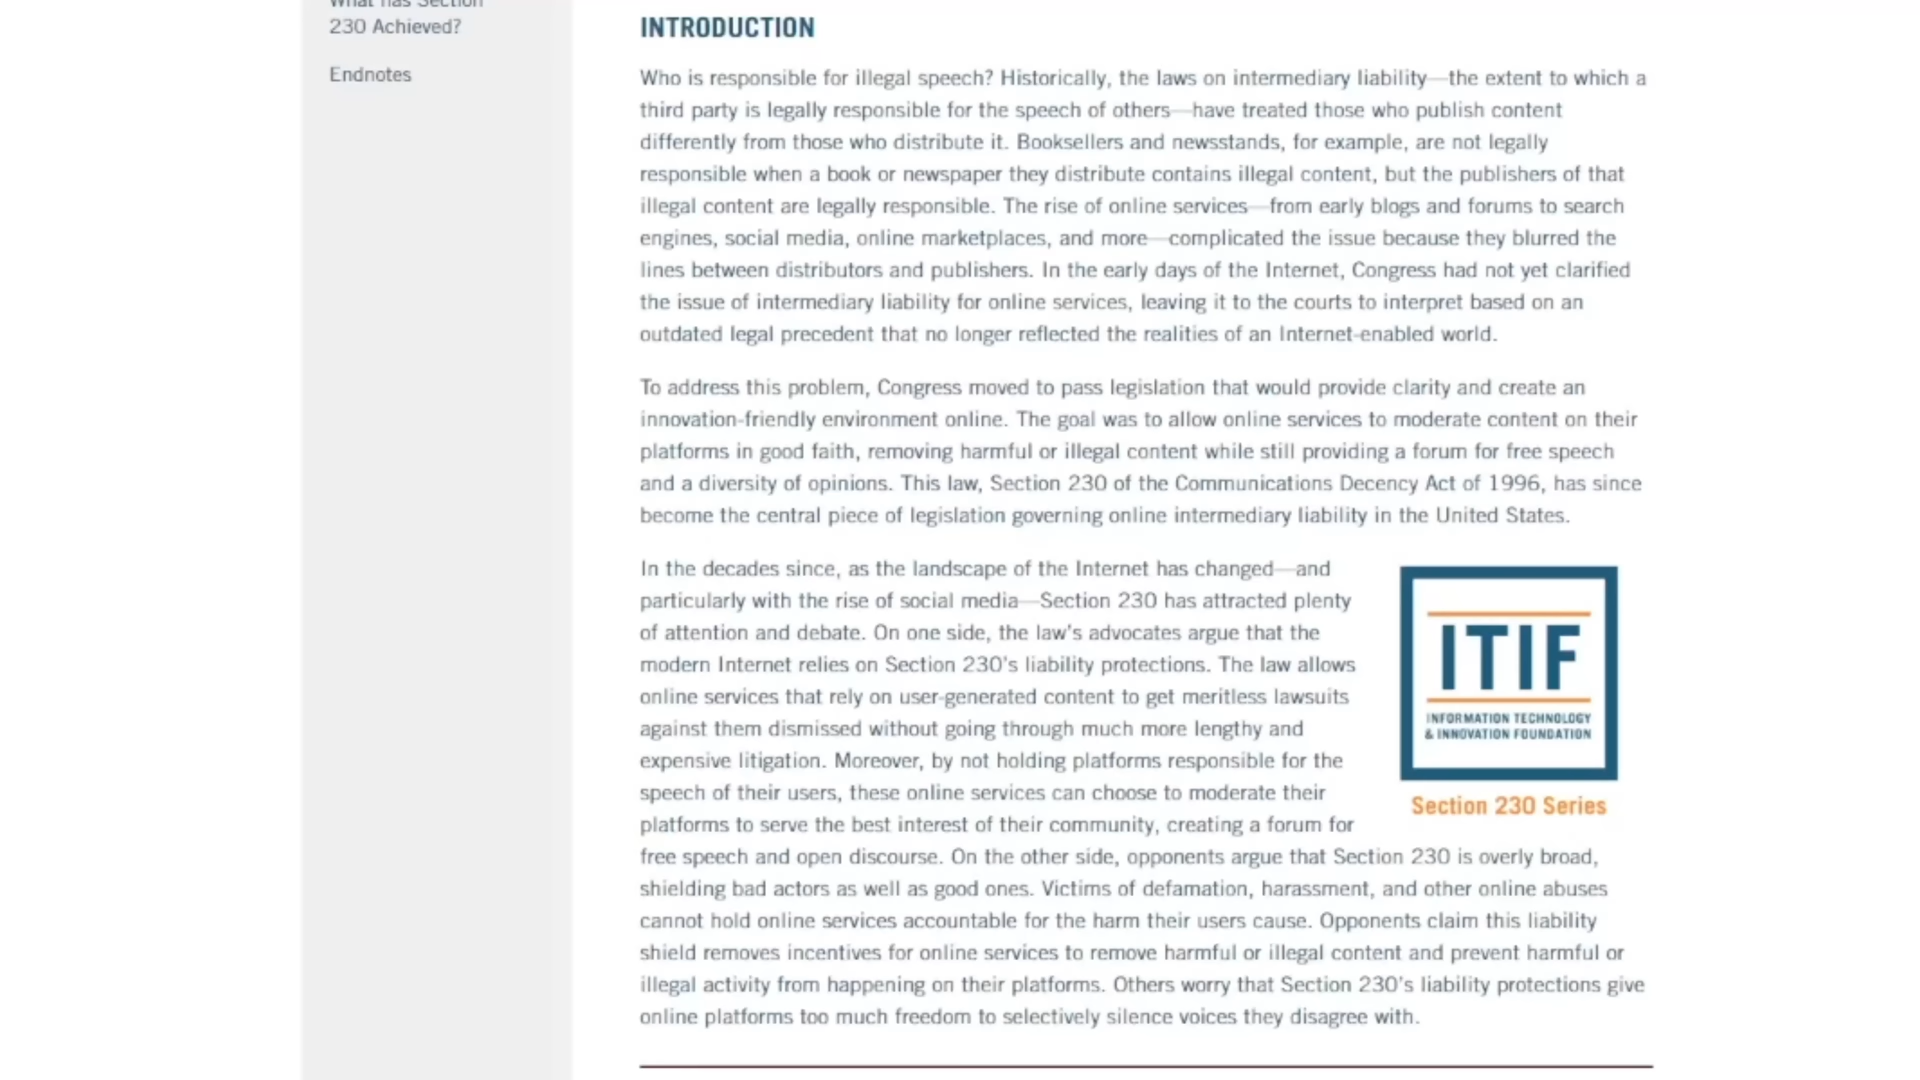 What has Section
230 Achieved?
Endnotes
INTRODUCTION
Who is responsible for illegal speech? Historically, the laws on intermediary liability—the extent to which a
third party is legally responsible for the speech of others—have treated those who publish content
differently from those who distribute it. Booksellers and newsstands, for example, are not legally
responsible when a book or newspaper they distribute contains illegal content, but the publishers of that
illegal content are legally responsible. The rise of online services—from early blogs and forums to search
engines, social media, online marketplaces, and more—complicated the issue because they blurred the
lines between distributors and publishers. In the early days of the Internet, Congress had not yet clarified
the issue of intermediary liability for online services, leaving it to the courts to interpret based on an
outdated legal precedent that no longer reflected the realities of an Internet-enabled world.
To address this problem, Congress moved to pass legislation that would provide clarity and create an
innovation-friendly environment online. The goal was to allow online services to moderate content on their
platforms in good faith, removing harmful or illegal content while still providing a forum for free speech
and a diversity of opinions. This law, Section 230 of the Communications Decency Act of 1996, has since
become the central piece of legislation governing online intermediary liability in the United States.
In the decades since, as the landscape of the Internet has changed—and
particularly with the rise of social media—Section 230 has attracted plenty
of attention and debate. On one side, the law's advocates argue that the
modern Internet relies on Section 230's liability protections. The law allows
online services that rely on user-generated content to get meritless lawsuits
against them dismissed without going through much more lengthy and
expensive litigation. Moreover, by not holding platforms responsible for the
speech of their users, these online services can choose to moderate their
platforms to serve the best interest of their community, creating a forum for
free speech and open discourse. On the other side, opponents argue that Section 230 is overly broad,
shielding bad actors as well as good ones. Victims of defamation, harassment, and other online abuses
cannot hold online services accountable for the harm their users cause. Opponents claim this liability
shield removes incentives for online services to remove harmful or illegal content and prevent harmful or
illegal activity from happening on their platforms. Others worry that Section 230's liability protections give
online platforms too much freedom to selectively silence voices they disagree with.
ITIF
INFORMATION TECHNOLOGY
& INNOVATION FOUNDATION
Section 230 Series